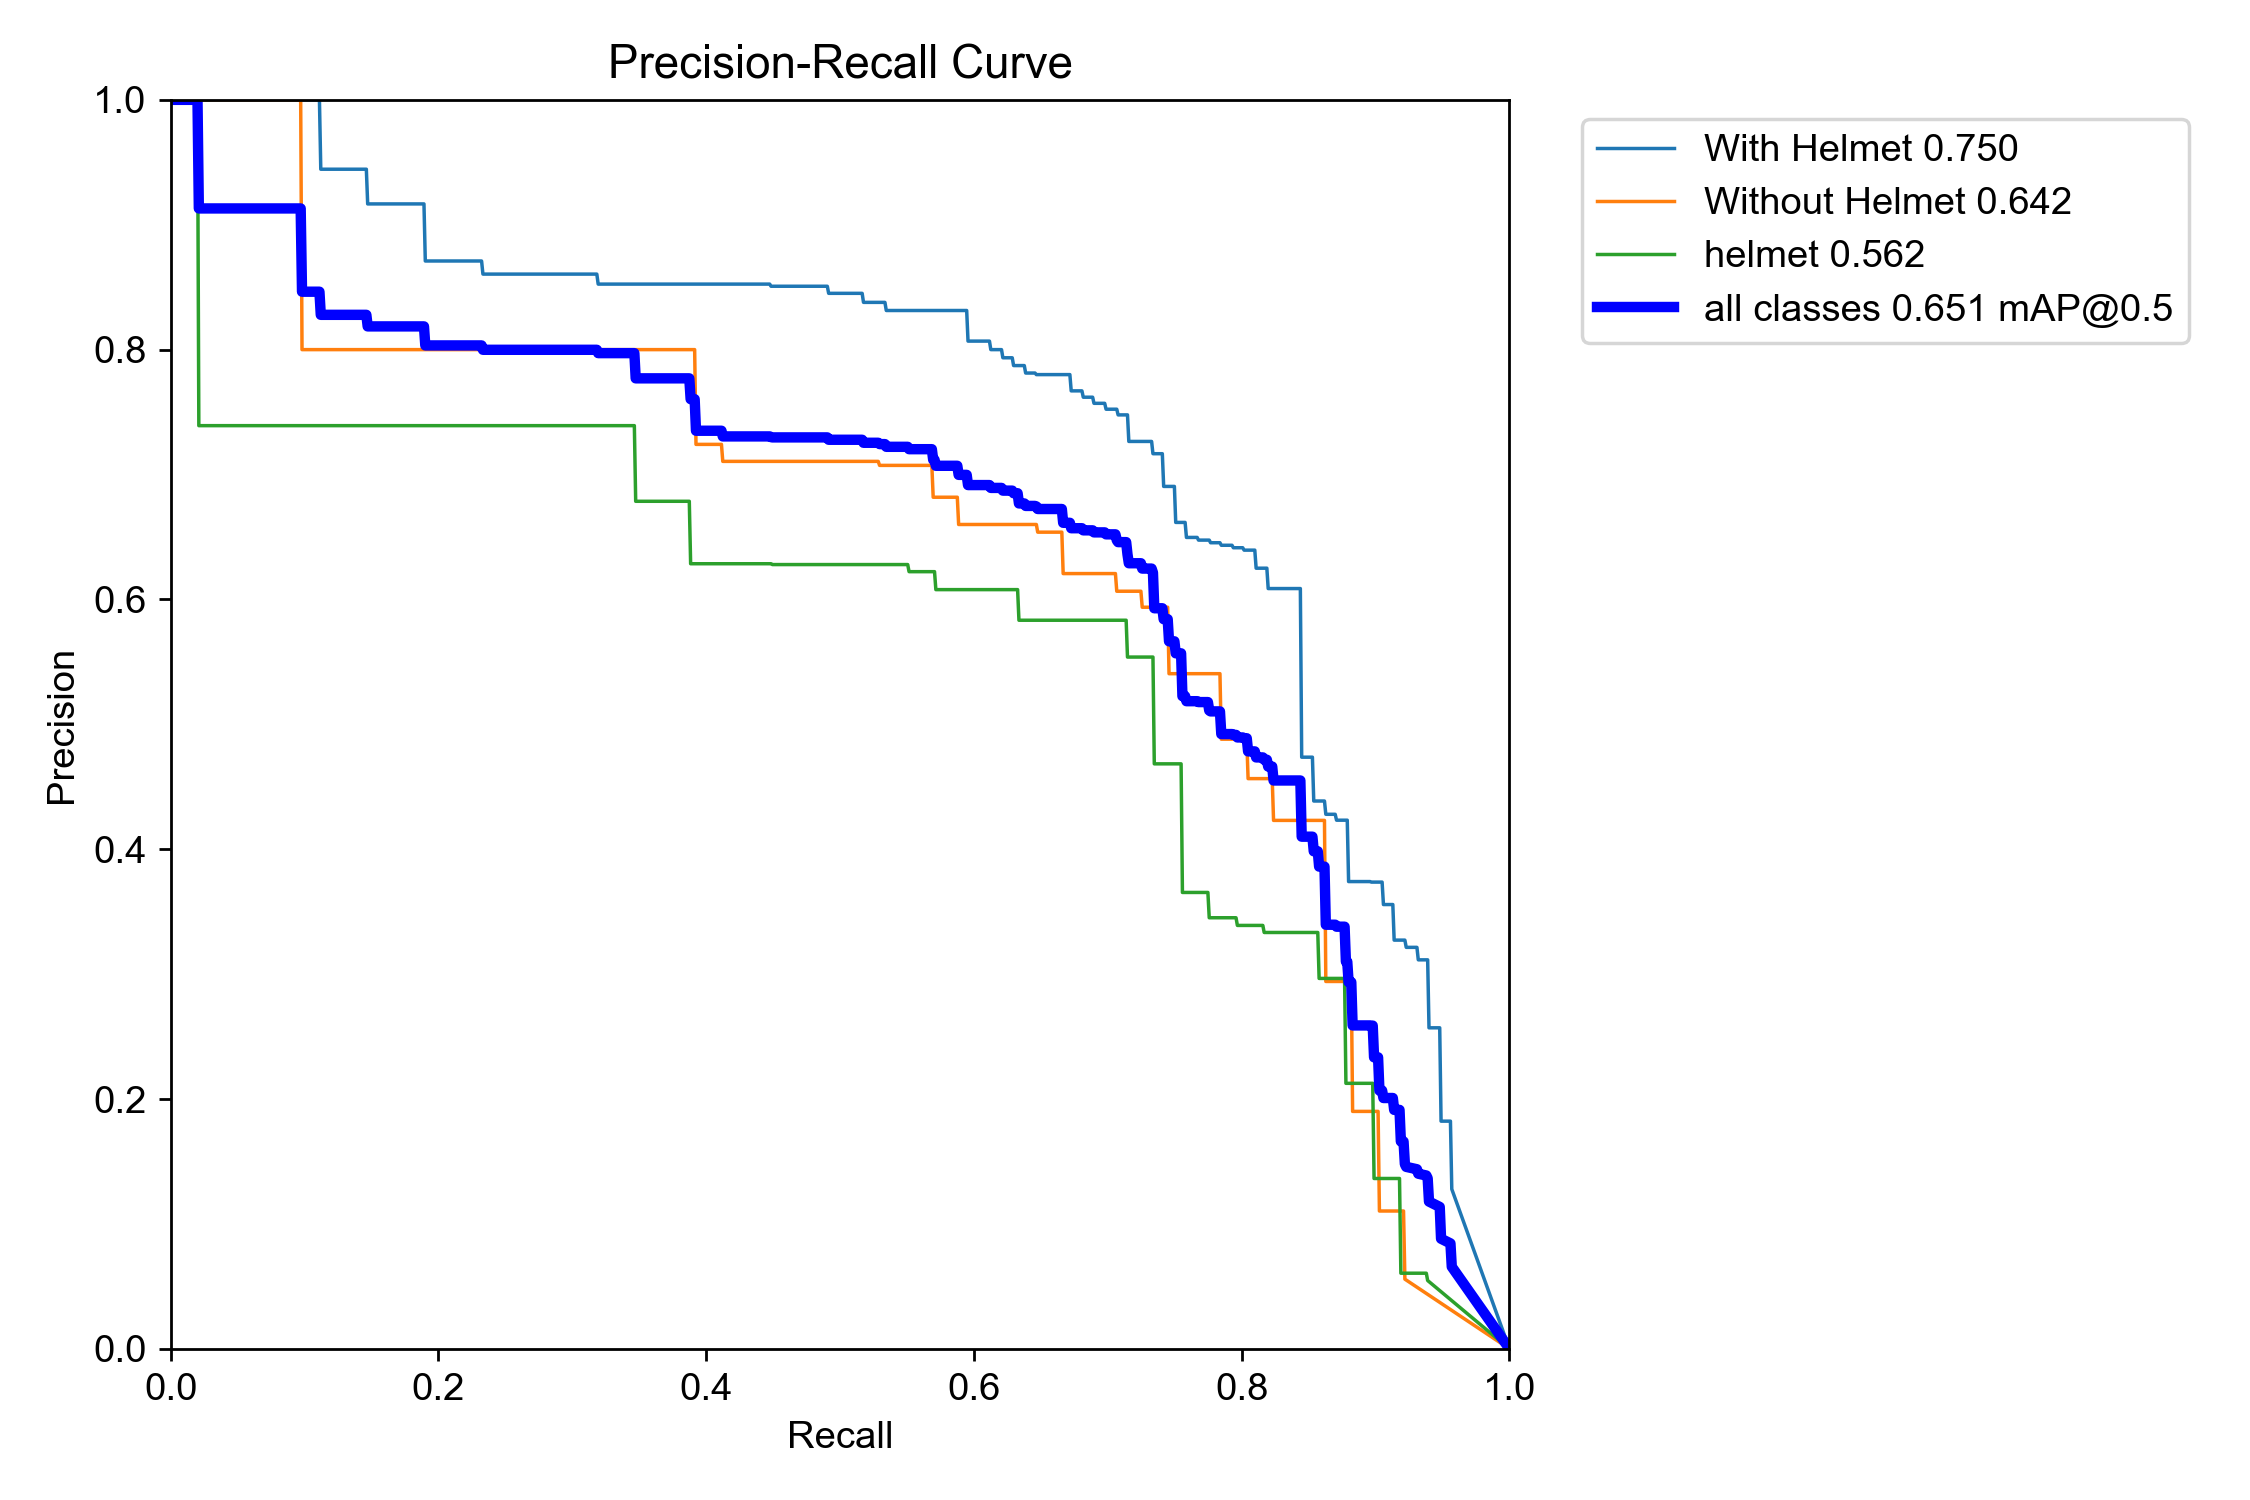 Precision-Recall Curve
1.0
0.8
0.6
0.4
0.2
0.0
Precision
0.0 0.2 0.4 0.6 0.8 1.0
Recall
With Helmet 0.750
Without Helmet 0.642
helmet 0.562
all classes 0.651 mAP@0.5